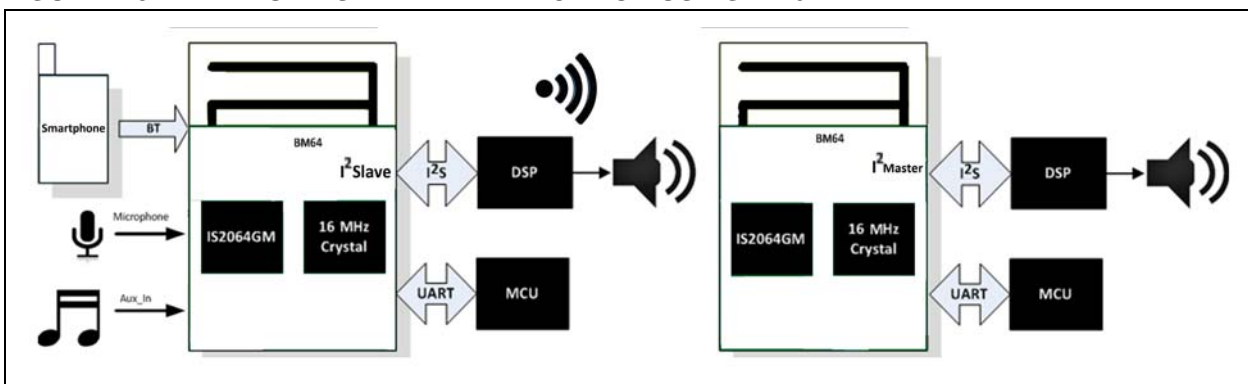 Smartphone
BT
Microphone
Aux_In
BM64
I²Slave
IS2064GM
16 MHz
Crystal
I²S
DSP
UART
MCU
BM64
I²Master
IS2064GM
16 MHz
Crystal
I²S
DSP
UART
MCU